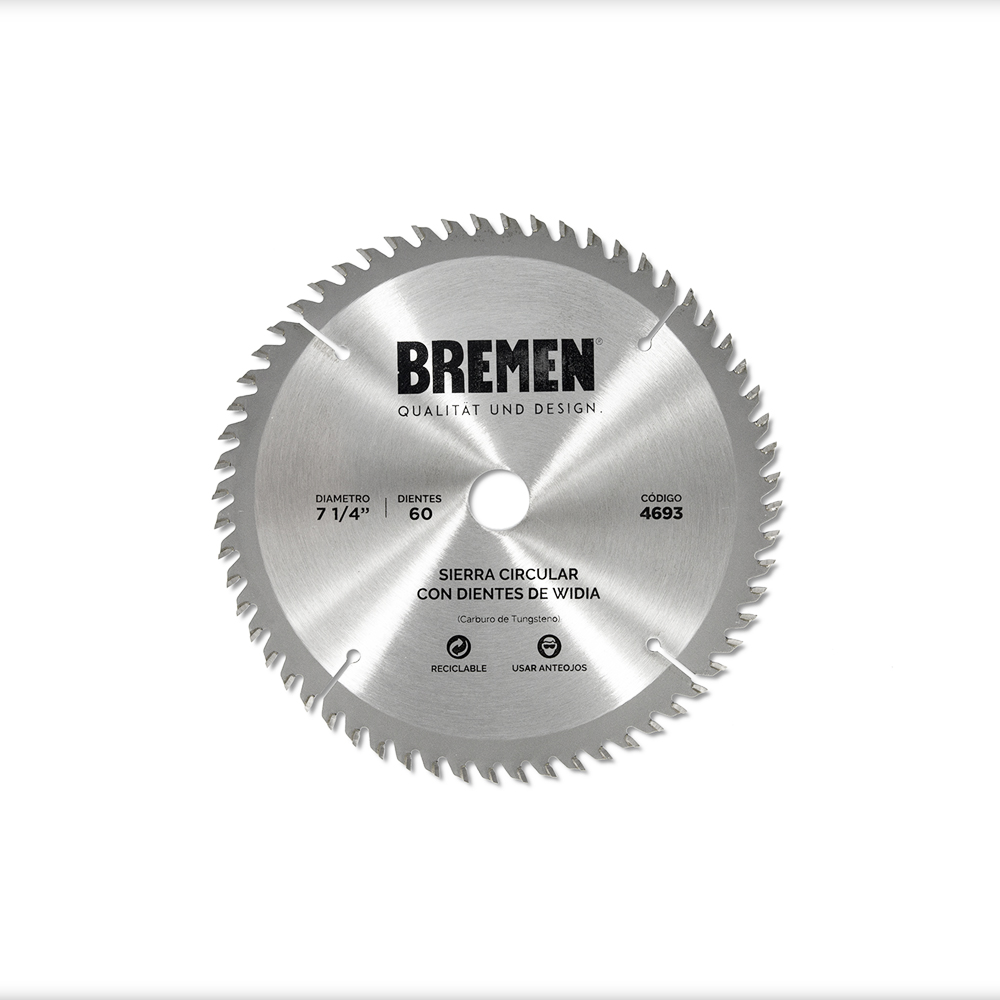 BREMEN®
QUALITÄT UND DESIGN.
DIAMETRO
7 1/4”
DIENTES
60
CÓDIGO
4693
SIERRA CIRCULAR
CON DIENTES DE WIDIA
(Carburo de Tungsteno)
RECICLABLE
USAR ANTEOJOS